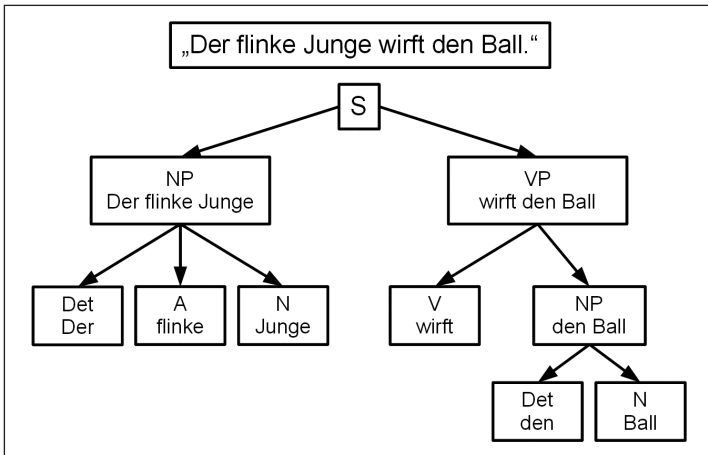 „Der flinke Junge wirft den Ball.“
S
NP
Der flinke Junge
VP
wirft den Ball
Det
Der
A
flinke
N
Junge
V
wirft
NP
den Ball
Det
den
N
Ball